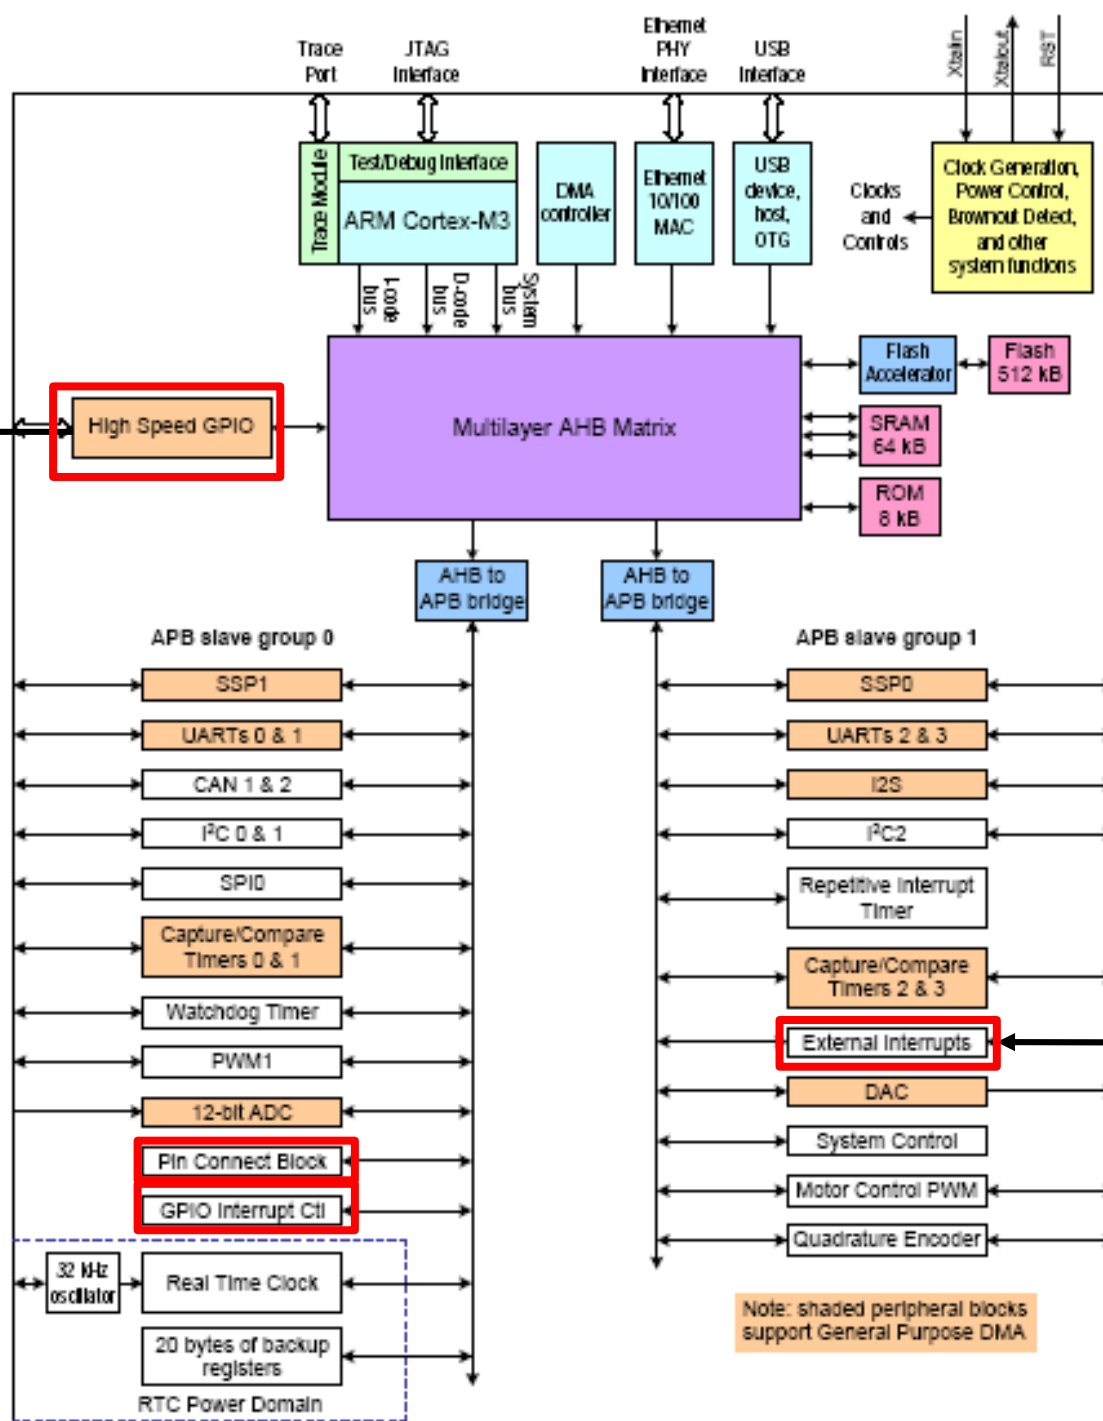 Trace
Port
JTAG
Interface
Ethernet
PHY
Interface
USB
Interface
Xtalin
Xtalout
RST
Trace Module
Test/Debug Interface
ARM Cortex-M3
DMA
controller
Ethernet
10/100
MAC
USB
device,
host,
OTG
Clocks
and
Controls
Clock Generation,
Power Control,
Brownout Detect,
and other
system functions
I-code
bus
D-code
bus
System
bus
High Speed GPIO
Multilayer AHB Matrix
Flash
Accelerator
Flash
512 kB
SRAM
64 kB
ROM
8 kB
AHB to
APB bridge
AHB to
APB bridge
APB slave group 0
SSP1
UARTs 0 & 1
CAN 1 & 2
I²C 0 & 1
SPI0
Capture/Compare
Timers 0 & 1
Watchdog Timer
PWM1
12-bit ADC
Pin Connect Block
GPIO Interrupt Ctl
32 kHz
oscillator
Real Time Clock
20 bytes of backup
registers
RTC Power Domain
APB slave group 1
SSP0
UARTs 2 & 3
I2S
I²C2
Repetitive Interrupt
Timer
Capture/Compare
Timers 2 & 3
External Interrupts
DAC
System Control
Motor Control PWM
Quadrature Encoder
Note: shaded peripheral blocks
support General Purpose DMA